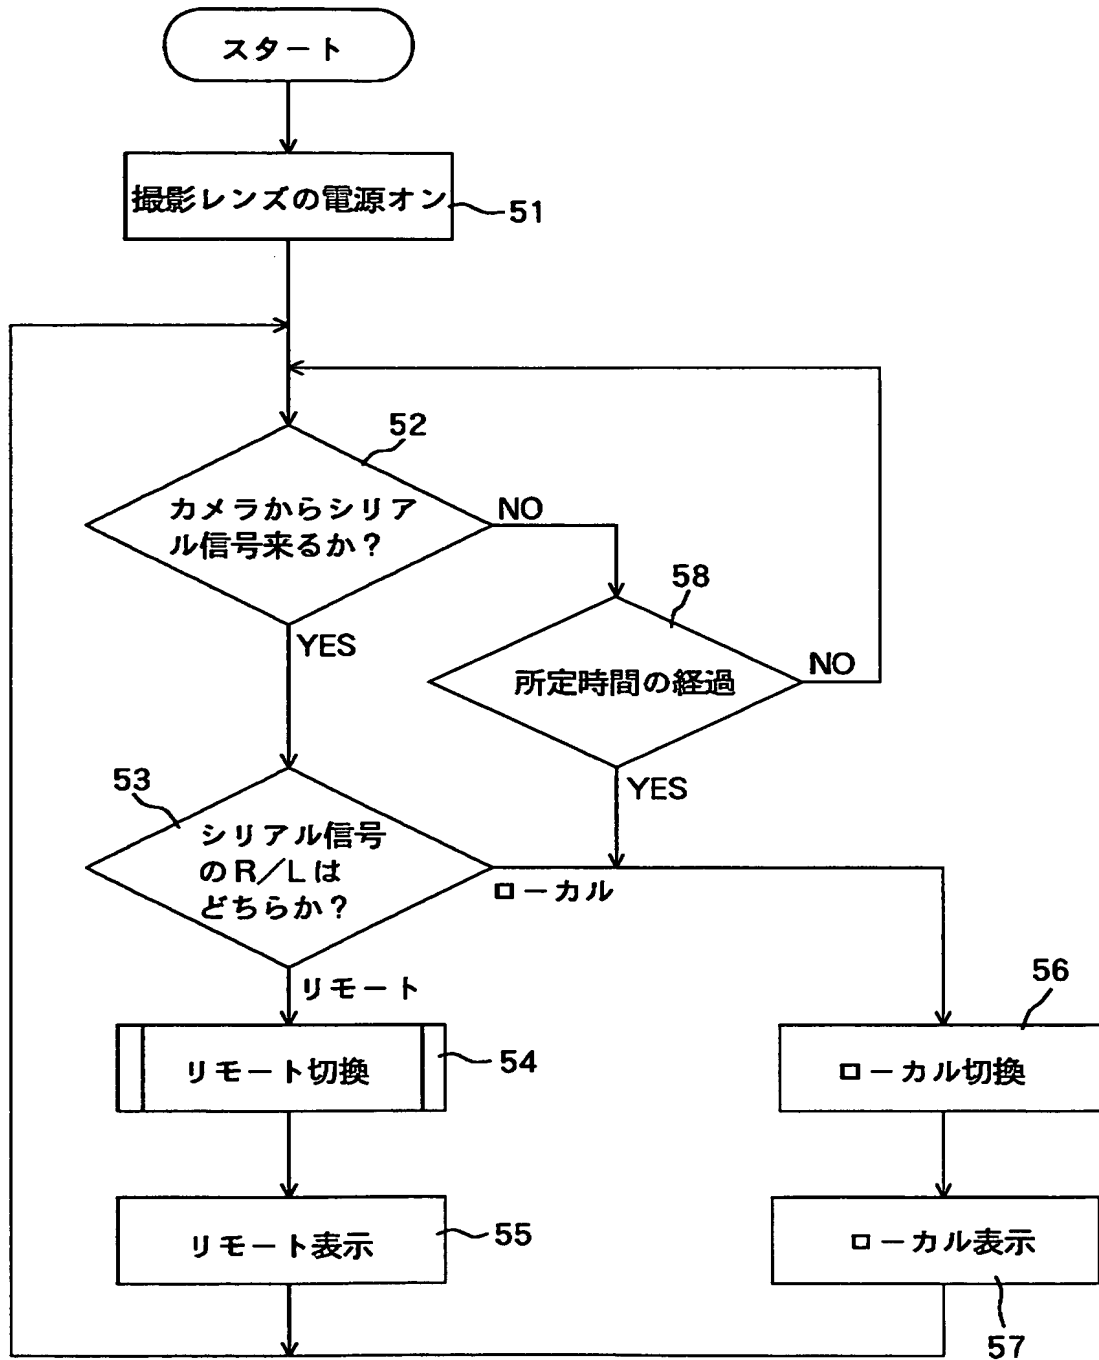 スタート
撮影レンズの電源オン
51
52
カメラからシリア
ル信号来るか？
NO
YES
58
所定時間の経過
NO
YES
53
シリアル信号
のR／Lは
どちらか？
ローカル
リモート
リモート切換
54
56
ローカル切換
リモート表示
55
ローカル表示
57